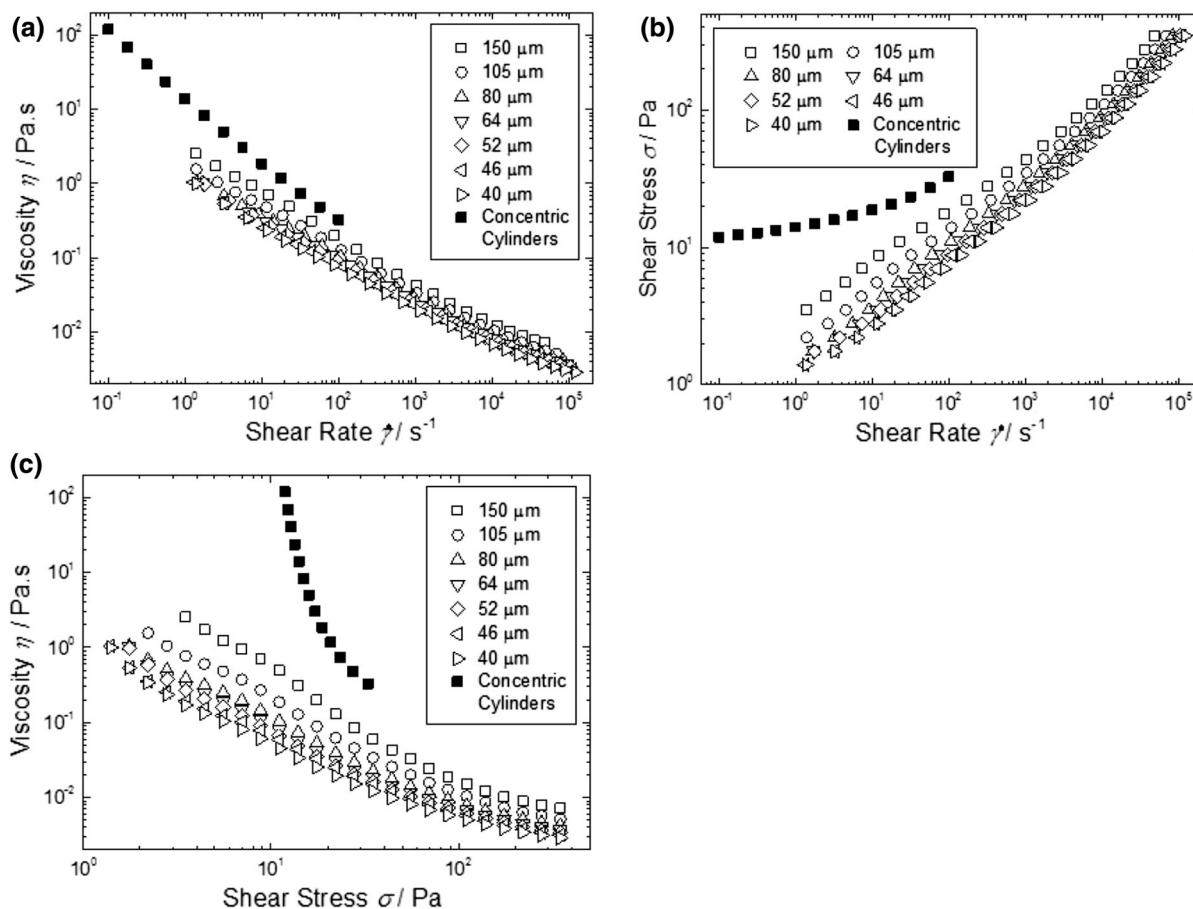 (a)
Viscosity η / Pa.s
10²
10¹
10⁰
10⁻¹
10⁻²
10⁻¹ 10⁰ 10¹ 10² 10³ 10⁴ 10⁵
Shear Rate γ̇ / s⁻¹
150 μm
105 μm
80 μm
64 μm
52 μm
46 μm
40 μm
Concentric
Cylinders
(b)
Shear Stress σ / Pa
10²
10¹
10⁰
10⁻¹ 10⁰ 10¹ 10² 10³ 10⁴ 10⁵
Shear Rate γ̇ / s⁻¹
150 μm 105 μm
80 μm 64 μm
52 μm 46 μm
40 μm Concentric
Cylinders
(c)
Viscosity η / Pa.s
10²
10¹
10⁰
10⁻¹
10⁻²
10⁰ 10¹ 10²
Shear Stress σ / Pa
150 μm
105 μm
80 μm
64 μm
52 μm
46 μm
40 μm
Concentric
Cylinders